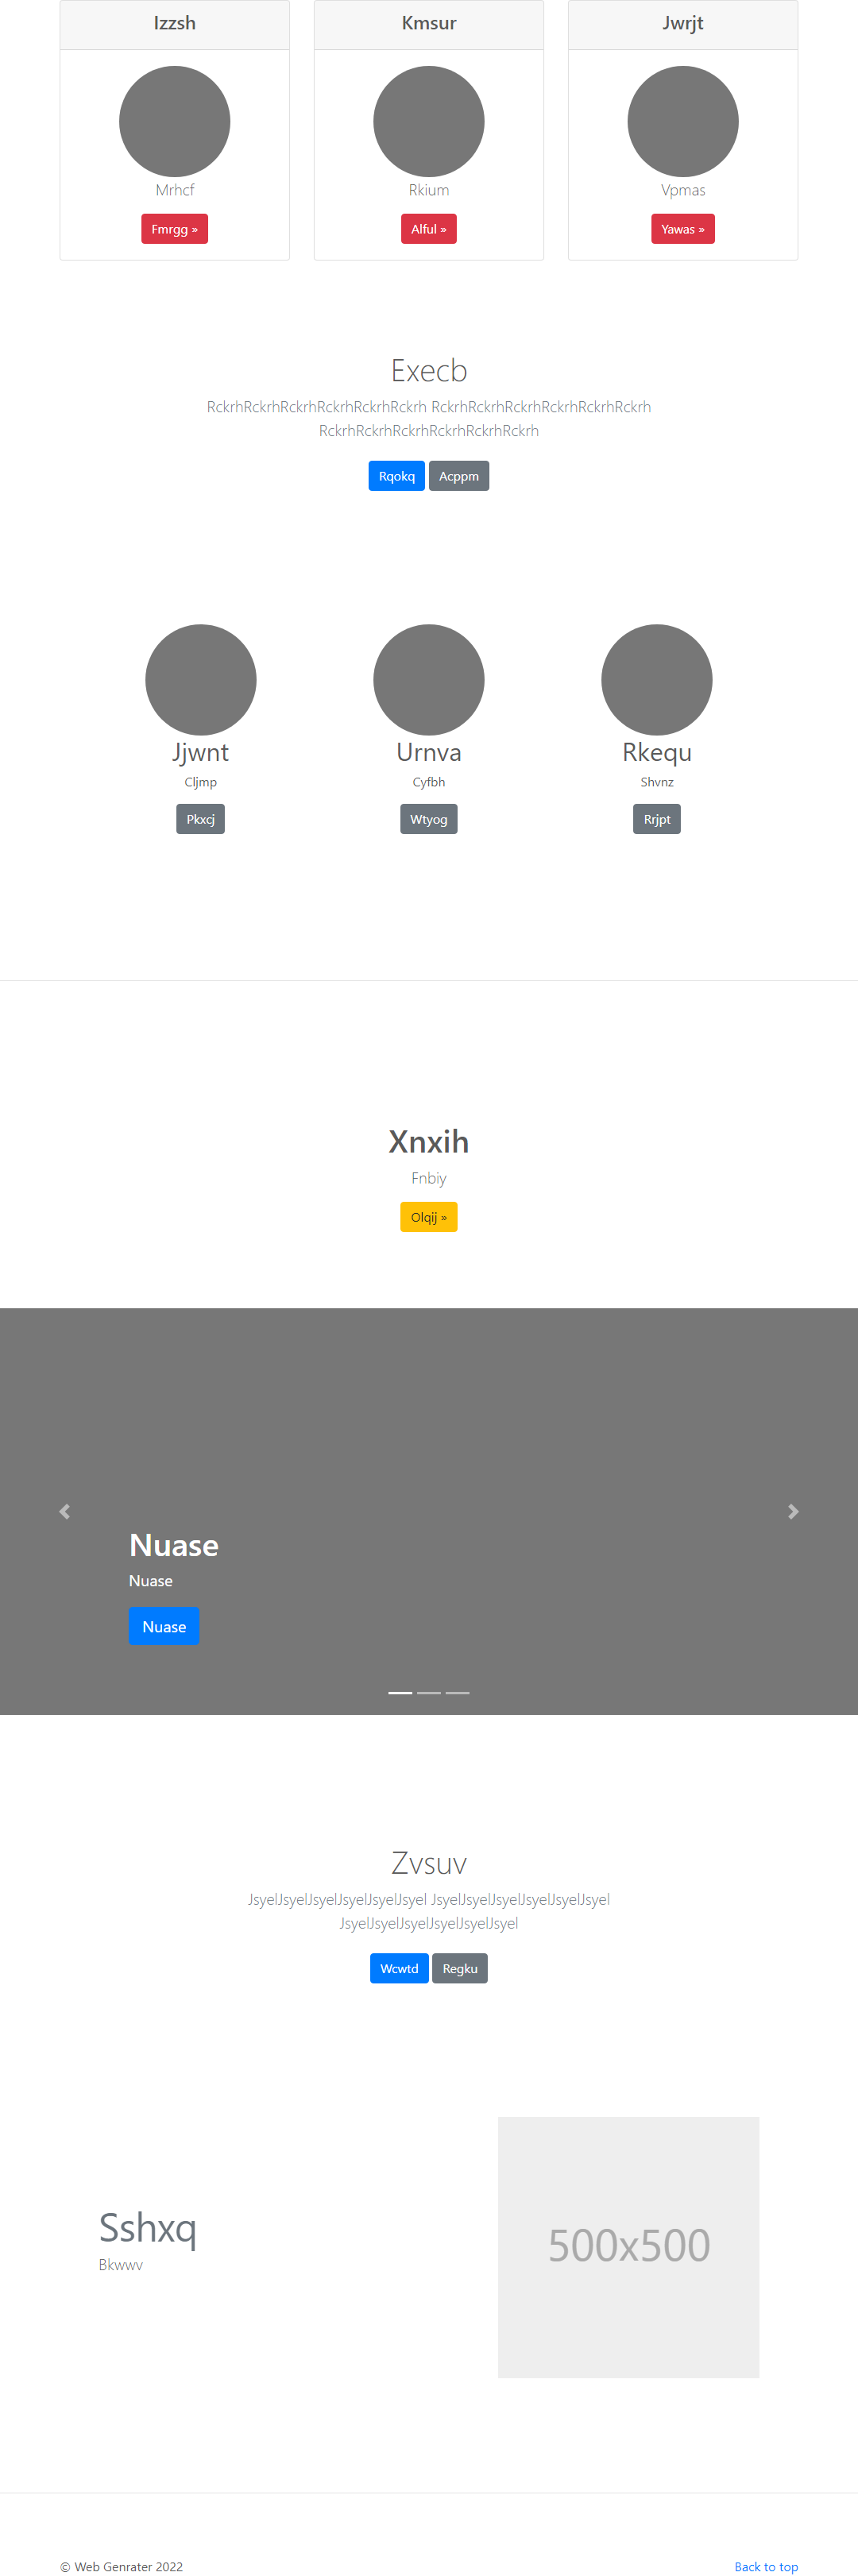 Izzsh
Kmsur
Jwrjt
Mrhcf
Rkium
Vpmas
Fmrgg »
Alful »
Yawas »
Execb
RckrhRckrhRckrhRckrhRckrhRckrh RckrhRckrhRckrhRckrhRckrhRckrh
RckrhRckrhRckrhRckrhRckrhRckrh
Rqokq Acppm
Jjwnt
Urnva
Rkequ
Cljmp
Cyfbh
Shvnz
Pkxcj
Wtyog
Rrjpt
Xnxih
Fnbiy
Olqij »
Nuase
Nuase
Nuase
Zvsuv
JsyelJsyelJsyelJsyelJsyelJsyel JsyelJsyelJsyelJsyelJsyelJsyel
JsyelJsyelJsyelJsyelJsyelJsyel
Wcwtd Regku
Sshxq
Bkwwv
500x500
© Web Genrater 2022
Back to top